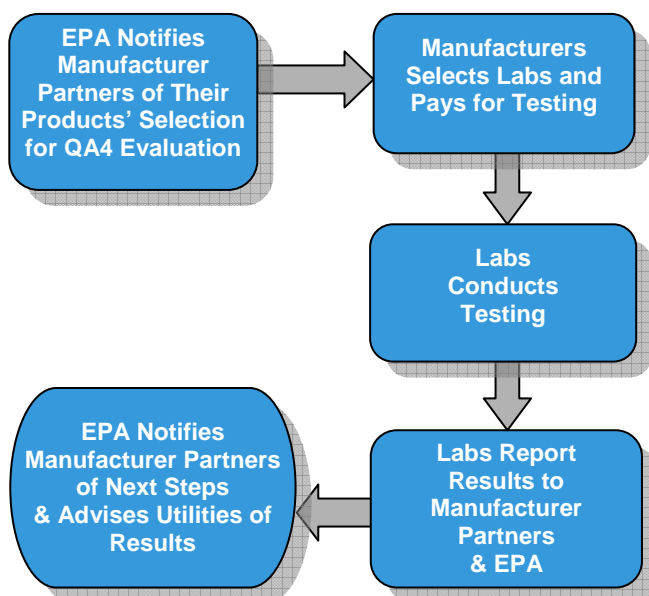 EPA Notifies
Manufacturer
Partners of Their
Products' Selection
for QA4 Evaluation
Manufacturers
Selects Labs and
Pays for Testing
Labs
Conducts
Testing
Labs Report
Results to
Manufacturer
Partners
& EPA
EPA Notifies
Manufacturer Partners
of Next Steps
& Advises Utilities of
Results